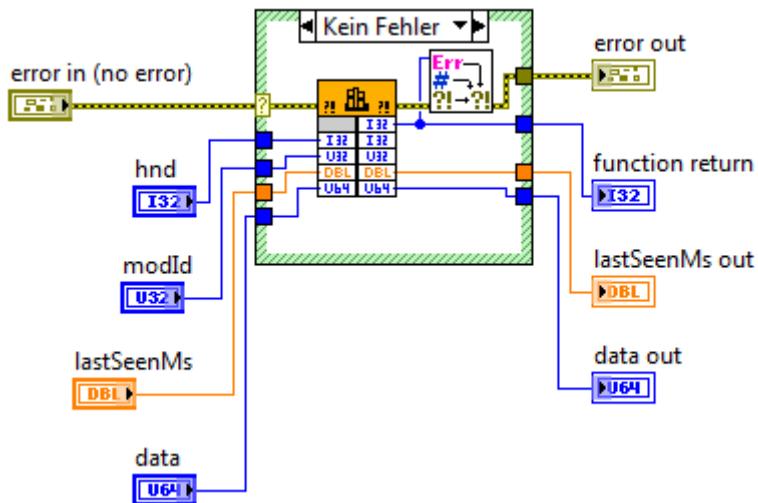 Kein Fehler
error out
error in (no error)
Err
#
?!→?!
?
?! ?!
I32
I32 I32
U32 U32
DBL DBL
U64 U64
hnd
I32
function return
I32
modId
U32
lastSeenMs out
DBL
lastSeenMs
DBL
data out
U64
data
U64